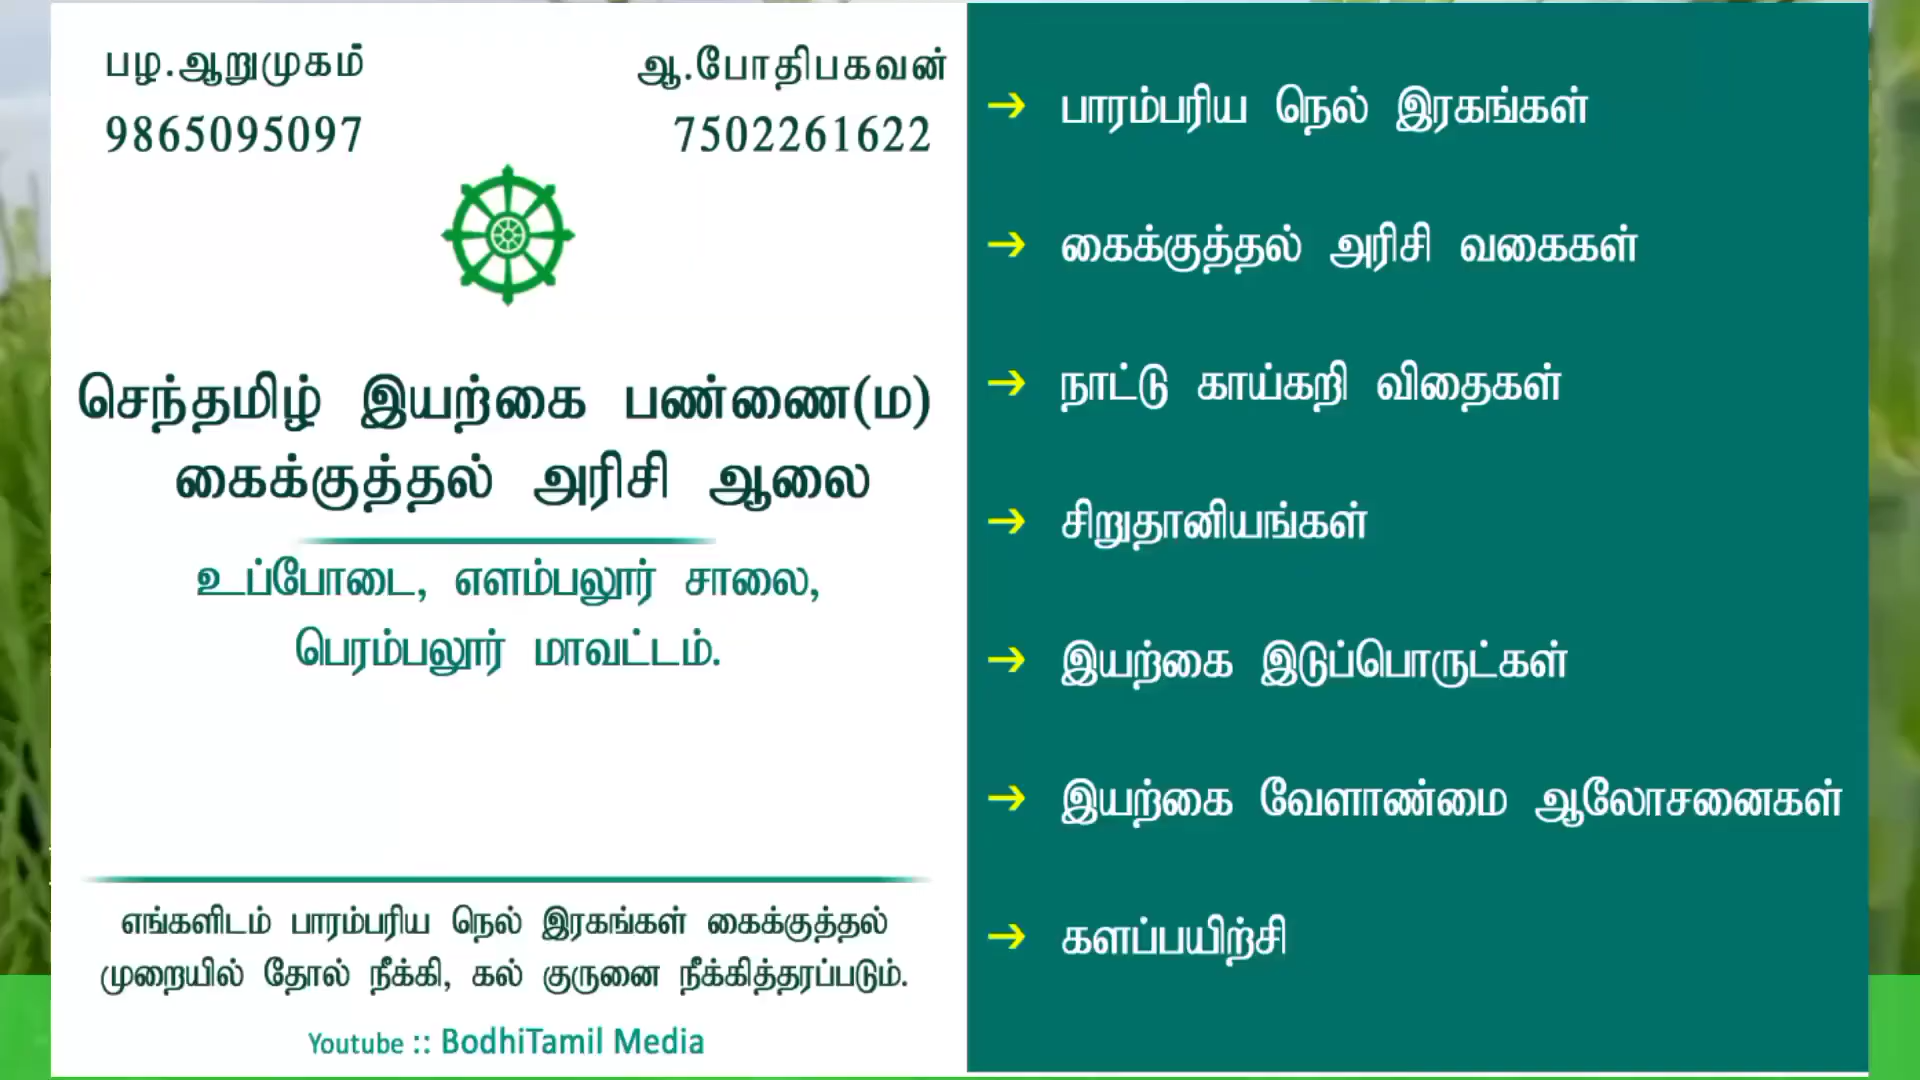 பழ.ஆறுமுகம்
9865095097
ஆ.போதிபகவன்
7502261622
செந்தமிழ் இயற்கை பண்ணை(ம)
கைக்குத்தல் அரிசி ஆலை
உப்போடை, எளம்பலூர் சாலை,
பெரம்பலூர் மாவட்டம்.
எங்களிடம் பாரம்பரிய நெல் இரகங்கள் கைக்குத்தல்
முறையில் தோல் நீக்கி, கல் குருனை நீக்கித்தரப்படும்.
Youtube :: BodhiTamil Media
→ பாரம்பரிய நெல் இரகங்கள்
→ கைக்குத்தல் அரிசி வகைகள்
→ நாட்டு காய்கறி விதைகள்
→ சிறுதானியங்கள்
→ இயற்கை இடுப்பொருட்கள்
→ இயற்கை வேளாண்மை ஆலோசனைகள்
→ களப்பயிற்சி